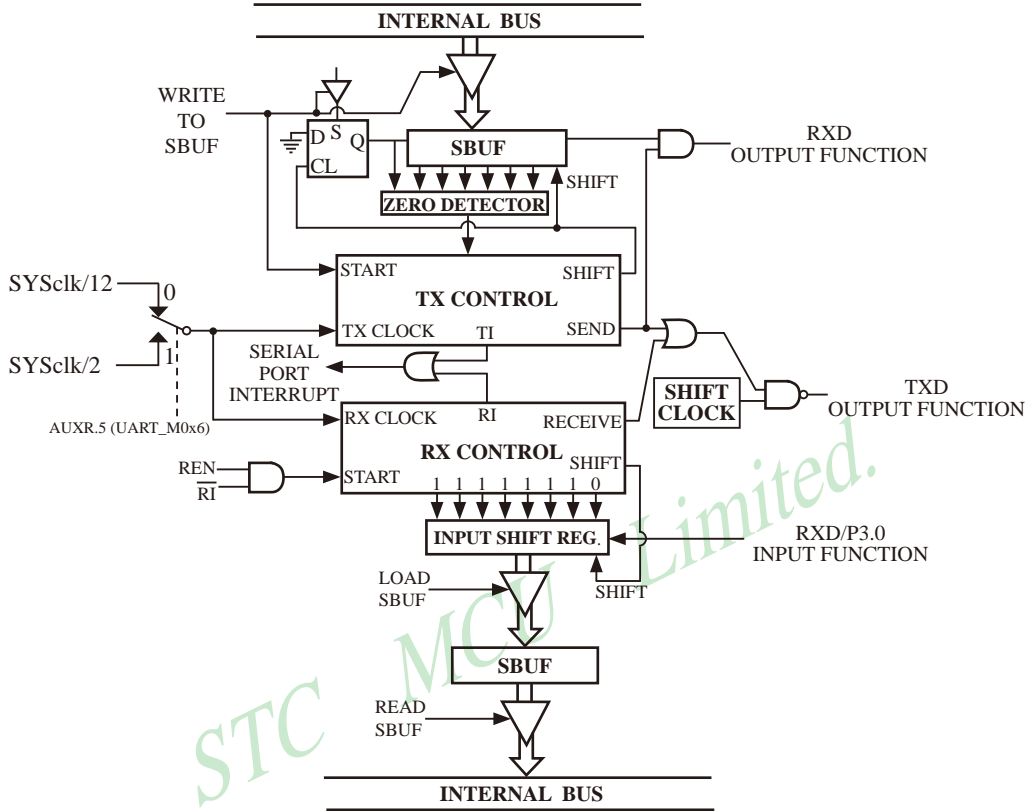 INTERNAL BUS
WRITE
TO
SBUF
D
S
Q
CL
SBUF
SHIFT
ZERO DETECTOR
RXD
OUTPUT FUNCTION
START
SHIFT
TX CONTROL
TX CLOCK
TI
SEND
SYSclk/12
0
SYSclk/2
1
AUXR.5 (UART_M0x6)
SERIAL
PORT
INTERRUPT
SHIFT
CLOCK
TXD
OUTPUT FUNCTION
RX CLOCK
RI
RECEIVE
RX CONTROL
SHIFT
START
1 1 1 1 1 1 1 0
REN
RI
INPUT SHIFT REG.
RXD/P3.0
INPUT FUNCTION
SHIFT
LOAD
SBUF
SBUF
READ
SBUF
INTERNAL BUS
STC MCU Limited.